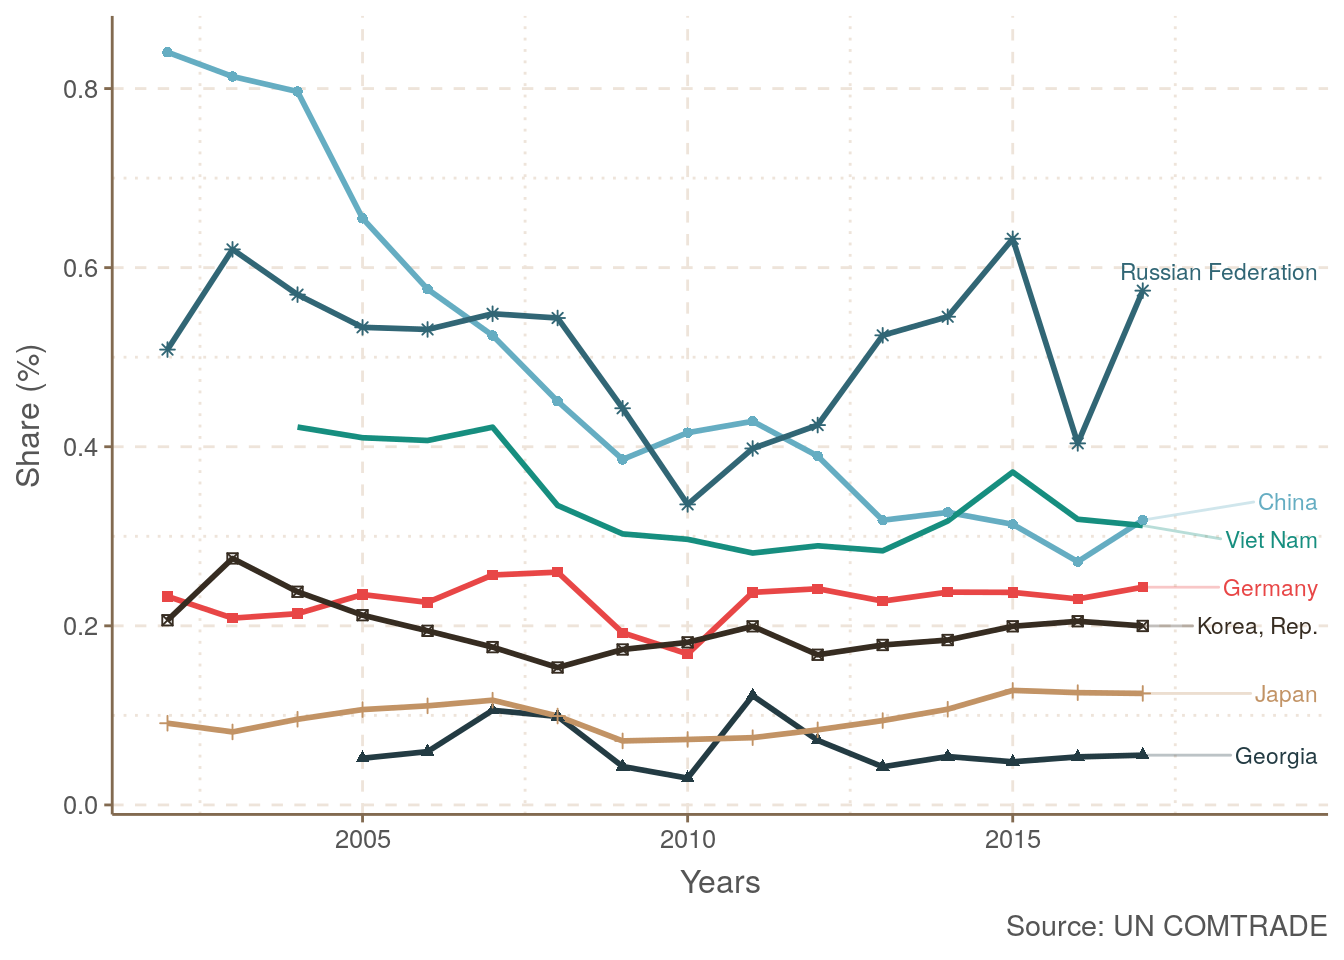 0.8
0.6
0.4
0.2
0.0
Share (%)
Russian Federation
China
Viet Nam
Germany
Korea, Rep.
Japan
Georgia
2005 2010 2015
Years
Source: UN COMTRADE